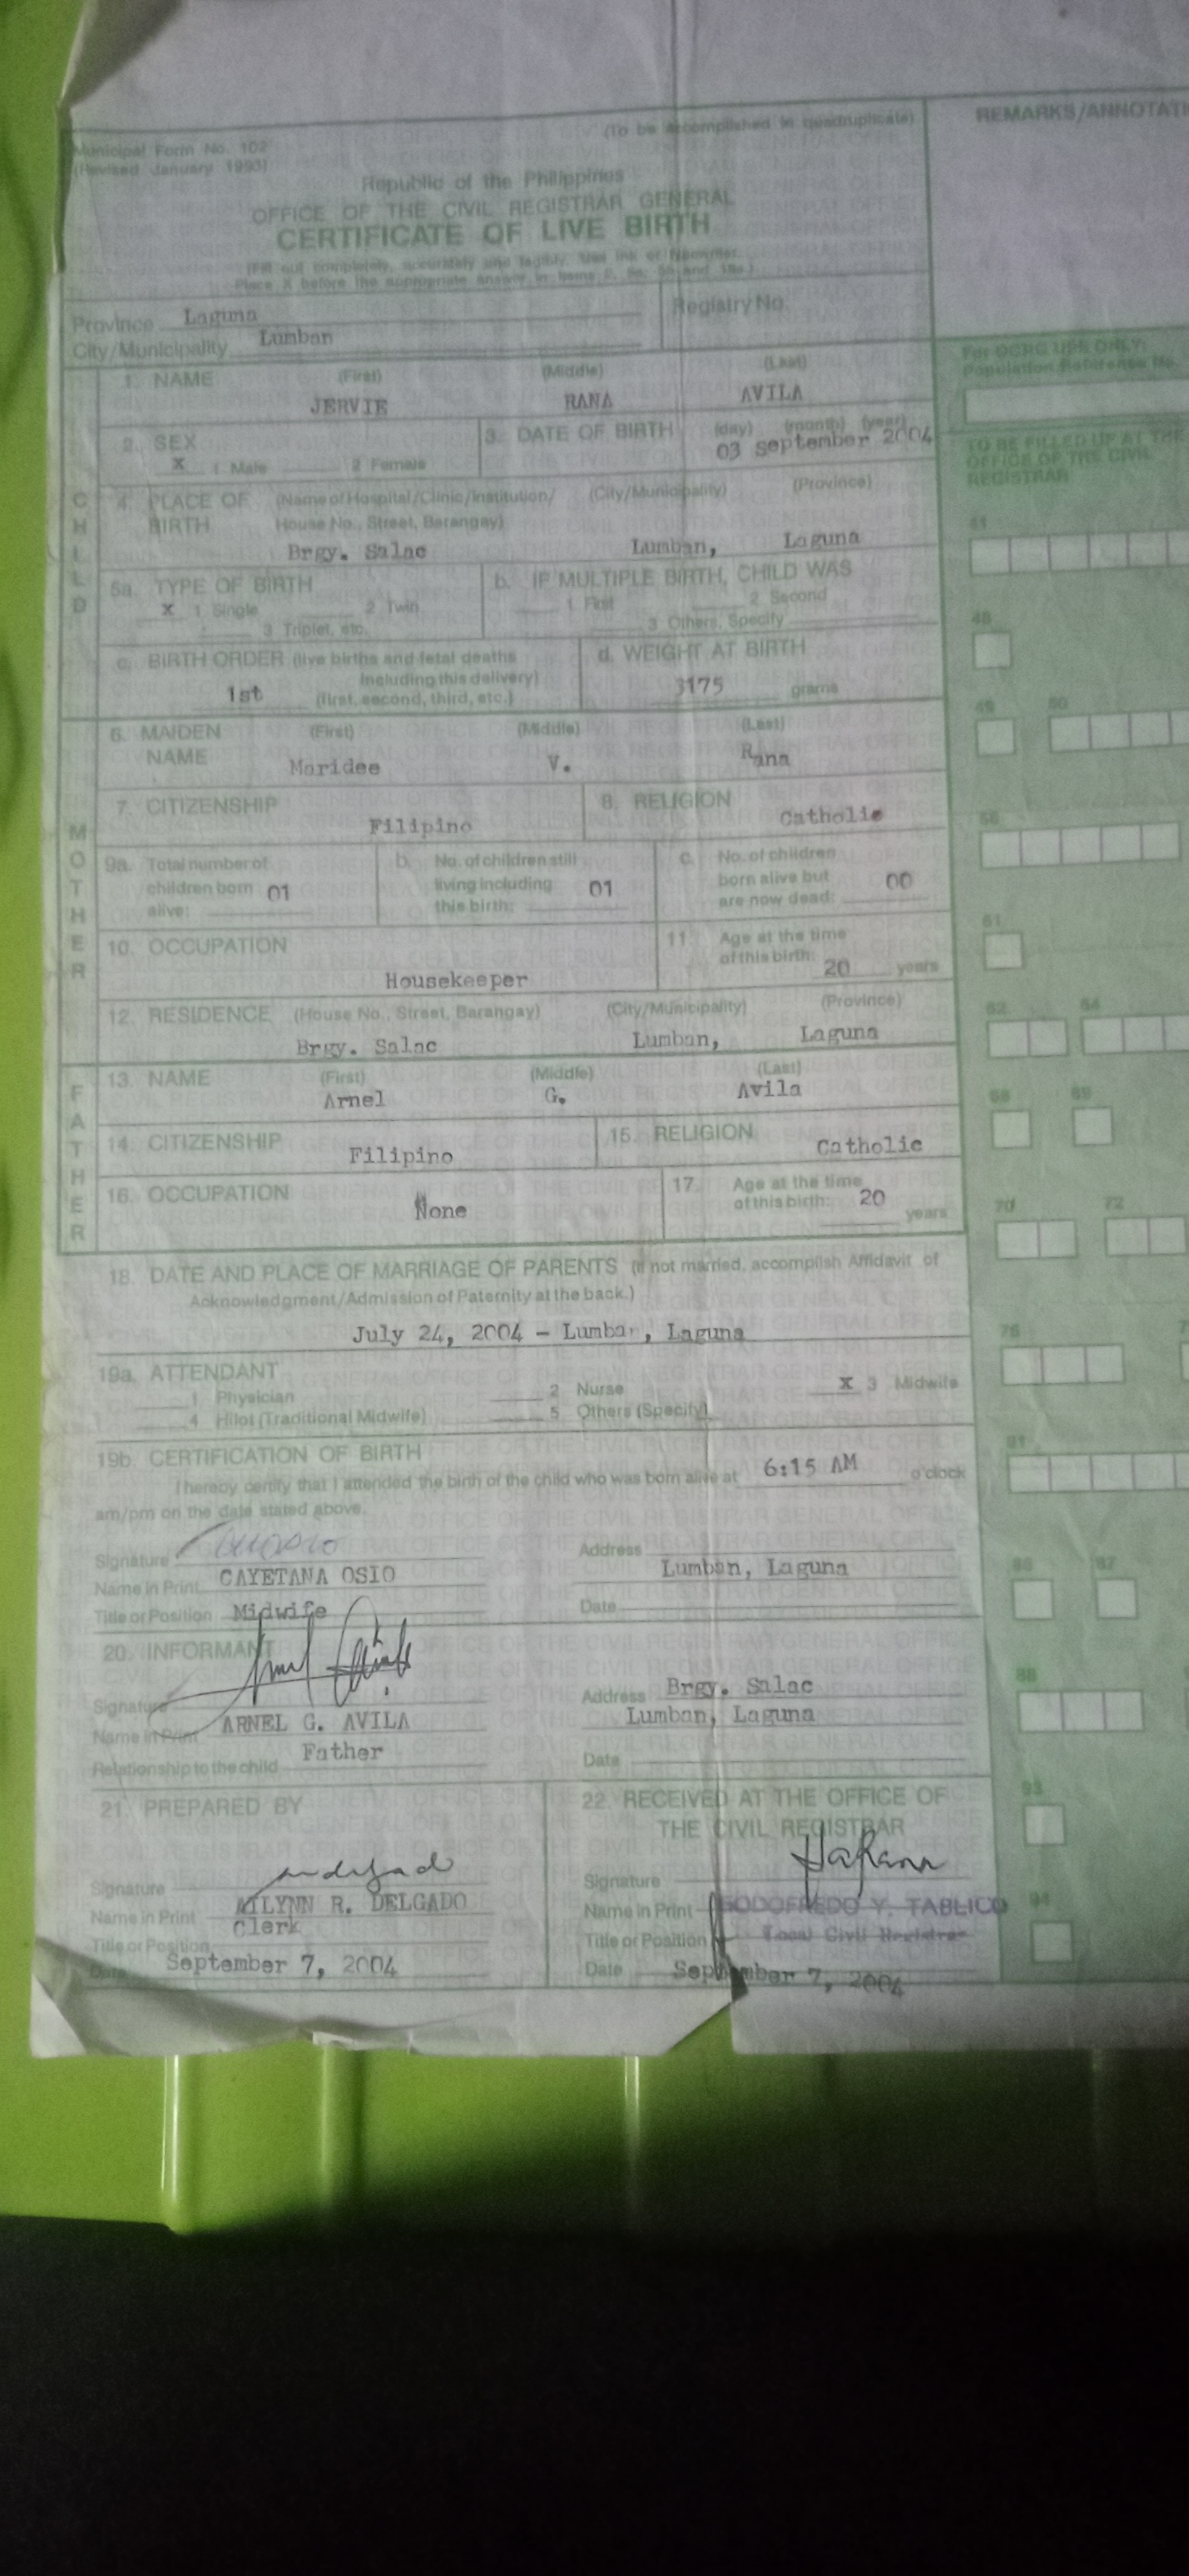 Municipal Form No. 102
(To be accomplished in quadruplicate)
REMARKS/ANNOTATI
(Revised January 1993)
Republic of the Philippines
OFFICE OF THE CIVIL REGISTRAR GENERAL
CERTIFICATE OF LIVE BIRTH
(Fill out completely, accurately and legibly. Use ink or typewriter.
Place X before the appropriate answer in items 2, 5a, 5b and 19a.)
Province Laguna
Registry No.
City/Municipality Lumban
For OCRG USE ONLY:
Population Reference No.
1. NAME (First) (Middle) (Last)
JERVIE RANA AVILA
2. SEX
X 1 Male 2 Female
3. DATE OF BIRTH (day) (month) (year)
03 september 2004
TO BE FILLED UP AT THE
OFFICE OF THE CIVIL
REGISTRAR
CHILD
4. PLACE OF BIRTH (Name of Hospital/Clinic/Institution/ (City/Municipality) (Province)
House No., Street, Barangay)
Brgy. Salac Lumban, Laguna
41
5a. TYPE OF BIRTH
X 1 Single 2 Twin
3 Triplet, etc.
b. IF MULTIPLE BIRTH, CHILD WAS
1 First 2 Second
3 Others, Specify
48
c. BIRTH ORDER (live births and fetal deaths
including this delivery)
1st (first, second, third, etc.)
d. WEIGHT AT BIRTH
3175 grams
49 50
MOTHER
6. MAIDEN NAME (First) (Middle) (Last)
Maridee V. Rana
7. CITIZENSHIP Filipino
8. RELIGION Catholic
56
9a. Total number of
children born
alive: 01
b. No. of children still
living including
this birth: 01
c. No. of children
born alive but
are now dead: 00
10. OCCUPATION
Housekeeper
11. Age at the time
of this birth: 20 years
61
12. RESIDENCE (House No., Street, Barangay) (City/Municipality) (Province)
Brgy. Salac Lumban, Laguna
62 64
FATHER
13. NAME (First) (Middle) (Last)
Arnel G. Avila
68 69
14. CITIZENSHIP Filipino
15. RELIGION Catholic
16. OCCUPATION None
17. Age at the time
of this birth: 20 years
70 72
18. DATE AND PLACE OF MARRIAGE OF PARENTS (If not married, accomplish Affidavit of
Acknowledgment/Admission of Paternity at the back.)
July 24, 2004 - Lumban, Laguna
76
19a. ATTENDANT
1 Physician 2 Nurse X 3 Midwife
4 Hilot (Traditional Midwife) 5 Others (Specify)
19b. CERTIFICATION OF BIRTH
I hereby certify that I attended the birth of the child who was born alive at 6:15 AM o'clock
am/pm on the date stated above.
81
Signature
Address
Name in Print CAYETANA OSIO
Lumban, Laguna
Title or Position Midwife
Date
86 87
20. INFORMANT
Signature
Address Brgy. Salac
Name in Print ARNEL G. AVILA
Lumban, Laguna
Relationship to the child Father
Date
88
21. PREPARED BY
22. RECEIVED AT THE OFFICE OF
THE CIVIL REGISTRAR
93
Signature
Signature
Name in Print AILYNN R. DELGADO
Name in Print GODOFREDO Y. TABLICO
Title or Position Clerk
Title or Position Local Civil Registrar
94
Date September 7, 2004
Date September 7, 2004